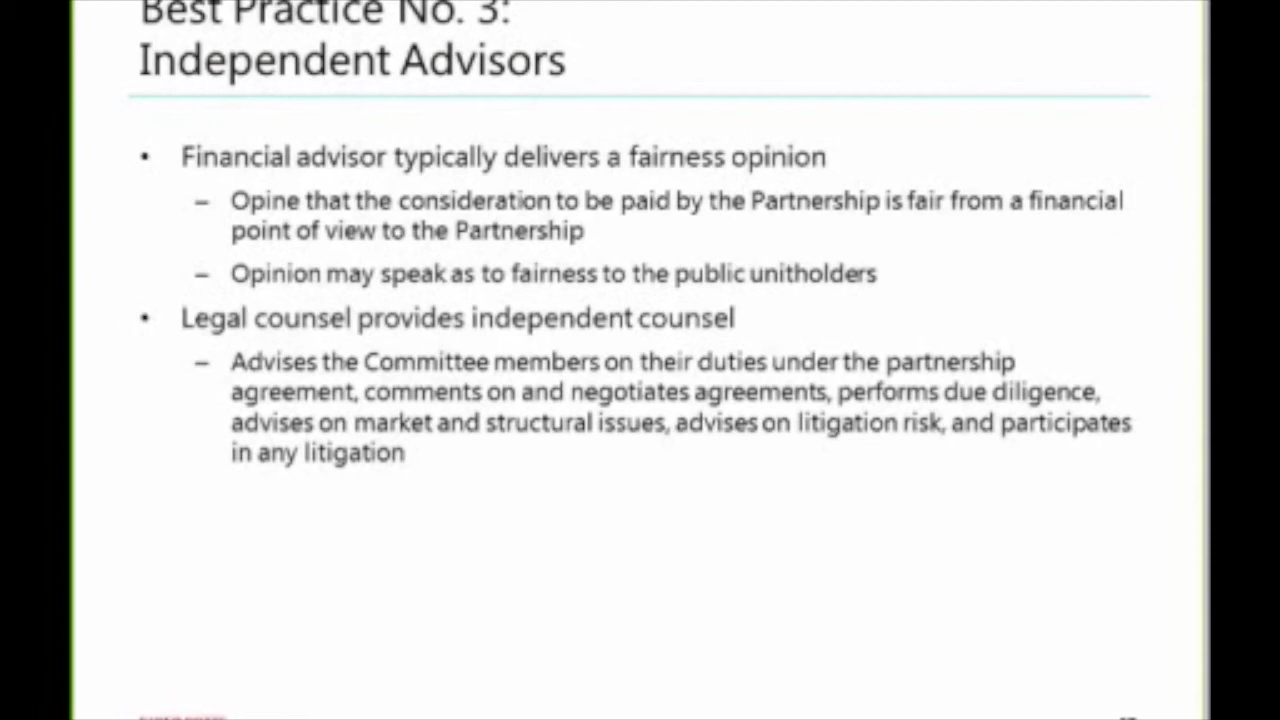 Best Practice No. 3:
Independent Advisors
• Financial advisor typically delivers a fairness opinion
– Opine that the consideration to be paid by the Partnership is fair from a financial
point of view to the Partnership
– Opinion may speak as to fairness to the public unitholders
• Legal counsel provides independent counsel
– Advises the Committee members on their duties under the partnership
agreement, comments on and negotiates agreements, performs due diligence,
advises on market and structural issues, advises on litigation risk, and participates
in any litigation